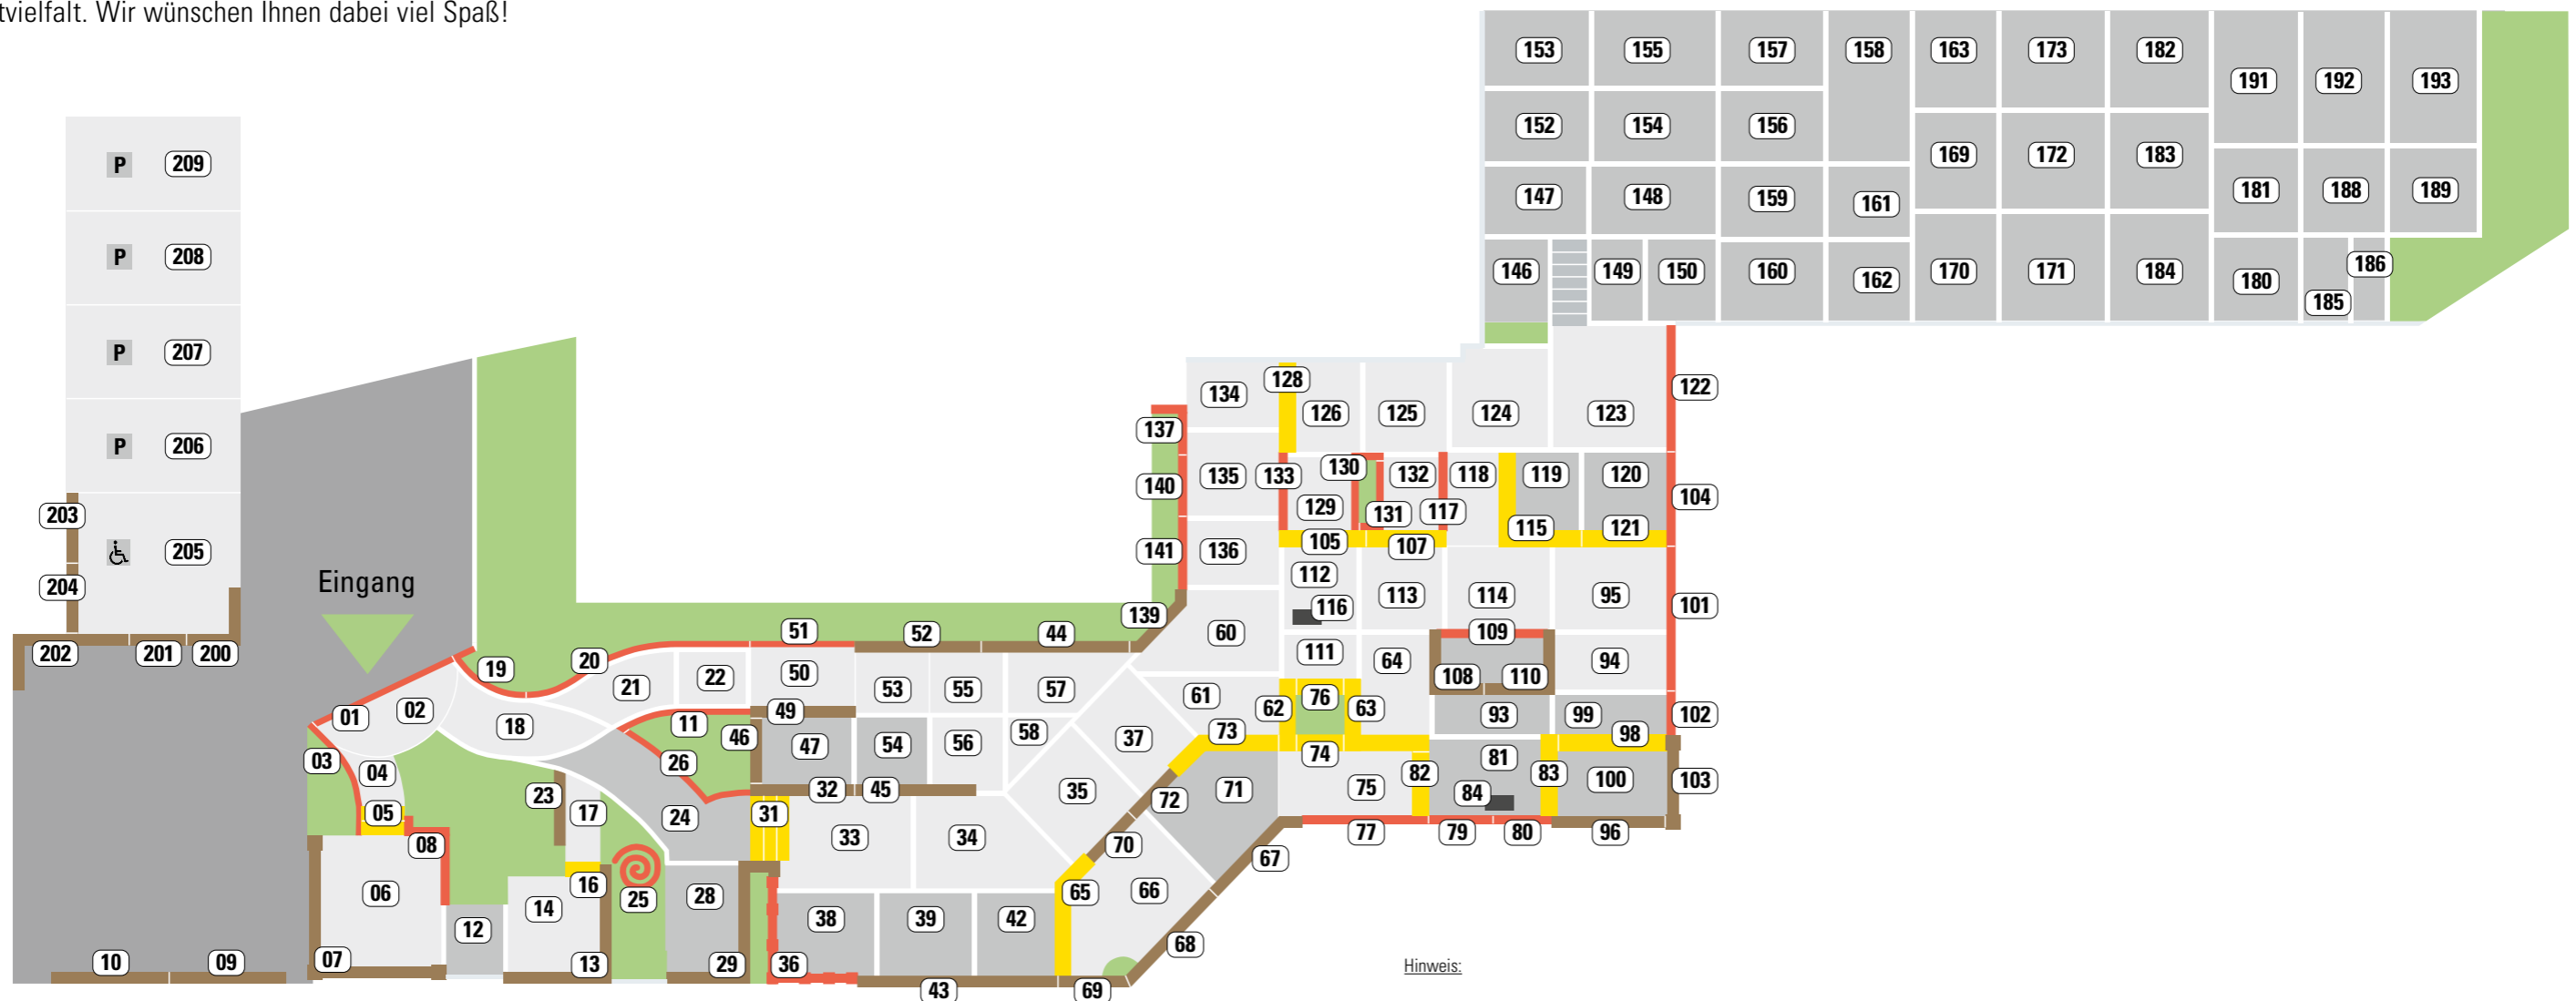 tvielfalt. Wir wünschen Ihnen dabei viel Spaß!
153 155 157 158 163 173 182
191 192 193
152 154 156
169 172 183
P 209
147 148 159 161
181 188 189
P 208
146 149 150 160 162 170 171 184 180 186
185
P 207
128 122
134 126 125 124 123
P 206
137
135 133 130 132 118 119 120
140 104
203
129 131 117 115 121
205
141 136 105 107
Eingang
204
112
116 113 114 95 101
139
51 52 44 60 109
202 201 200
19 20 111 64 94
21 22 50 53 55 57 61 76 108 110
01 02 49 62 63 93 99 102
18 11 46 47 54 56 58 37 73 98
03 04 26 74 81
23 35 72 71 75 82 84 83 100 103
05 17 24 31 32 45
08 33 34 70 77 79 80 96
06 16 25 28 65 66 67
14 38 39 42
12 68
10 09 07 13 29 36
43 69
Hinweis: